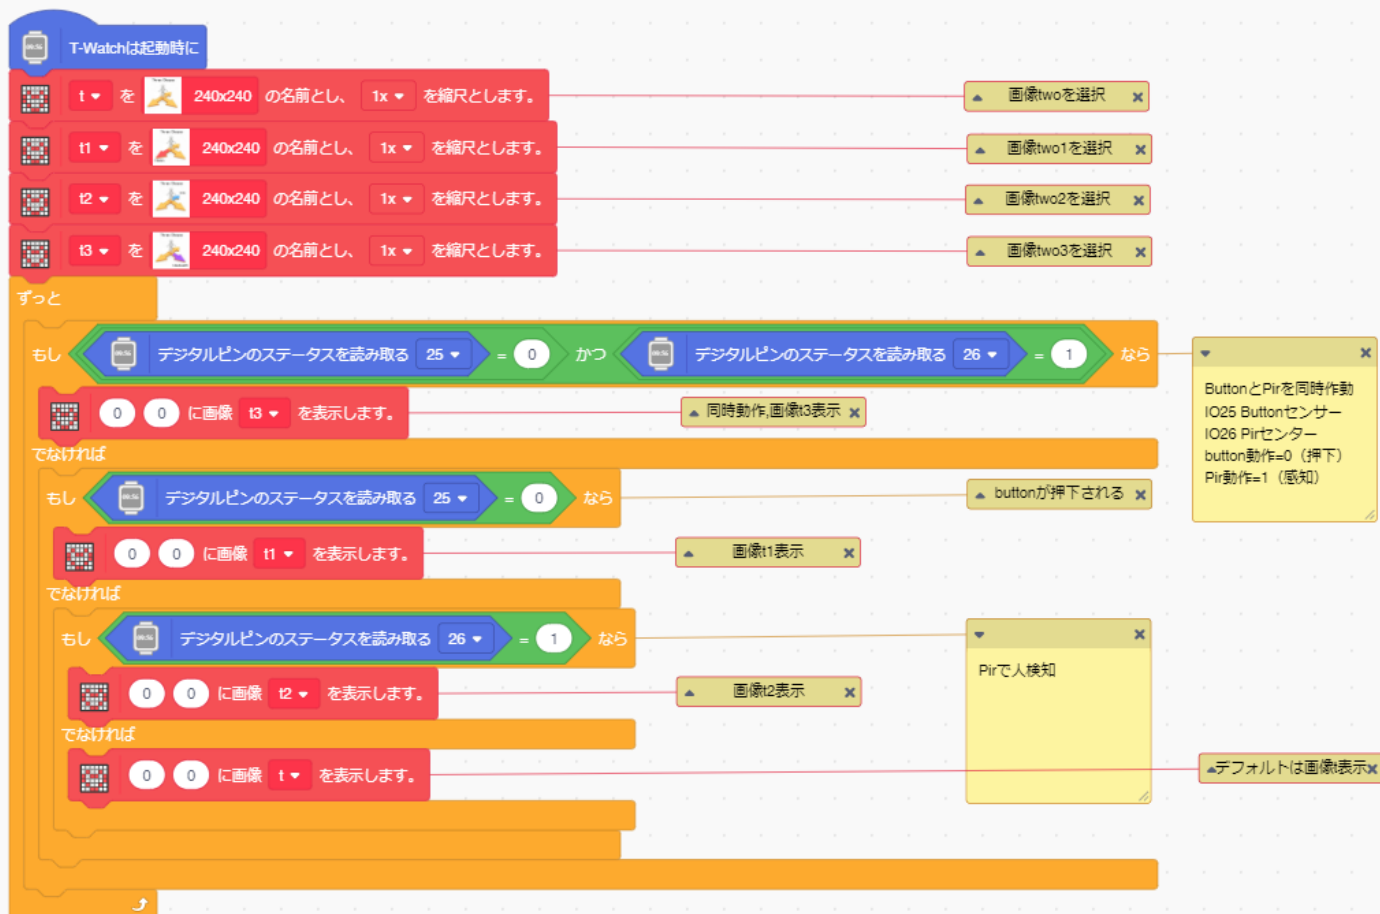 T-Watchは起動時に
t を 240x240 の名前とし、 1x を縮尺とします。 画像twoを選択
t1 を 240x240 の名前とし、 1x を縮尺とします。 画像two1を選択
t2 を 240x240 の名前とし、 1x を縮尺とします。 画像two2を選択
t3 を 240x240 の名前とし、 1x を縮尺とします。 画像two3を選択
ずっと
もし デジタルピンのステータスを読み取る 25 = 0 かつ デジタルピンのステータスを読み取る 26 = 1 なら
ButtonとPirを同時作動
IO25 Buttonセンサー
IO26 Pirセンター
button動作=0（押下）
Pir動作=1（感知）
0 0 に画像 t3 を表示します。 同時動作,画像t3表示
でなければ
もし デジタルピンのステータスを読み取る 25 = 0 なら buttonが押下される
0 0 に画像 t1 を表示します。 画像t1表示
でなければ
もし デジタルピンのステータスを読み取る 26 = 1 なら
Pirで人検知
0 0 に画像 t2 を表示します。 画像t2表示
でなければ
0 0 に画像 t を表示します。 デフォルトは画像t表示